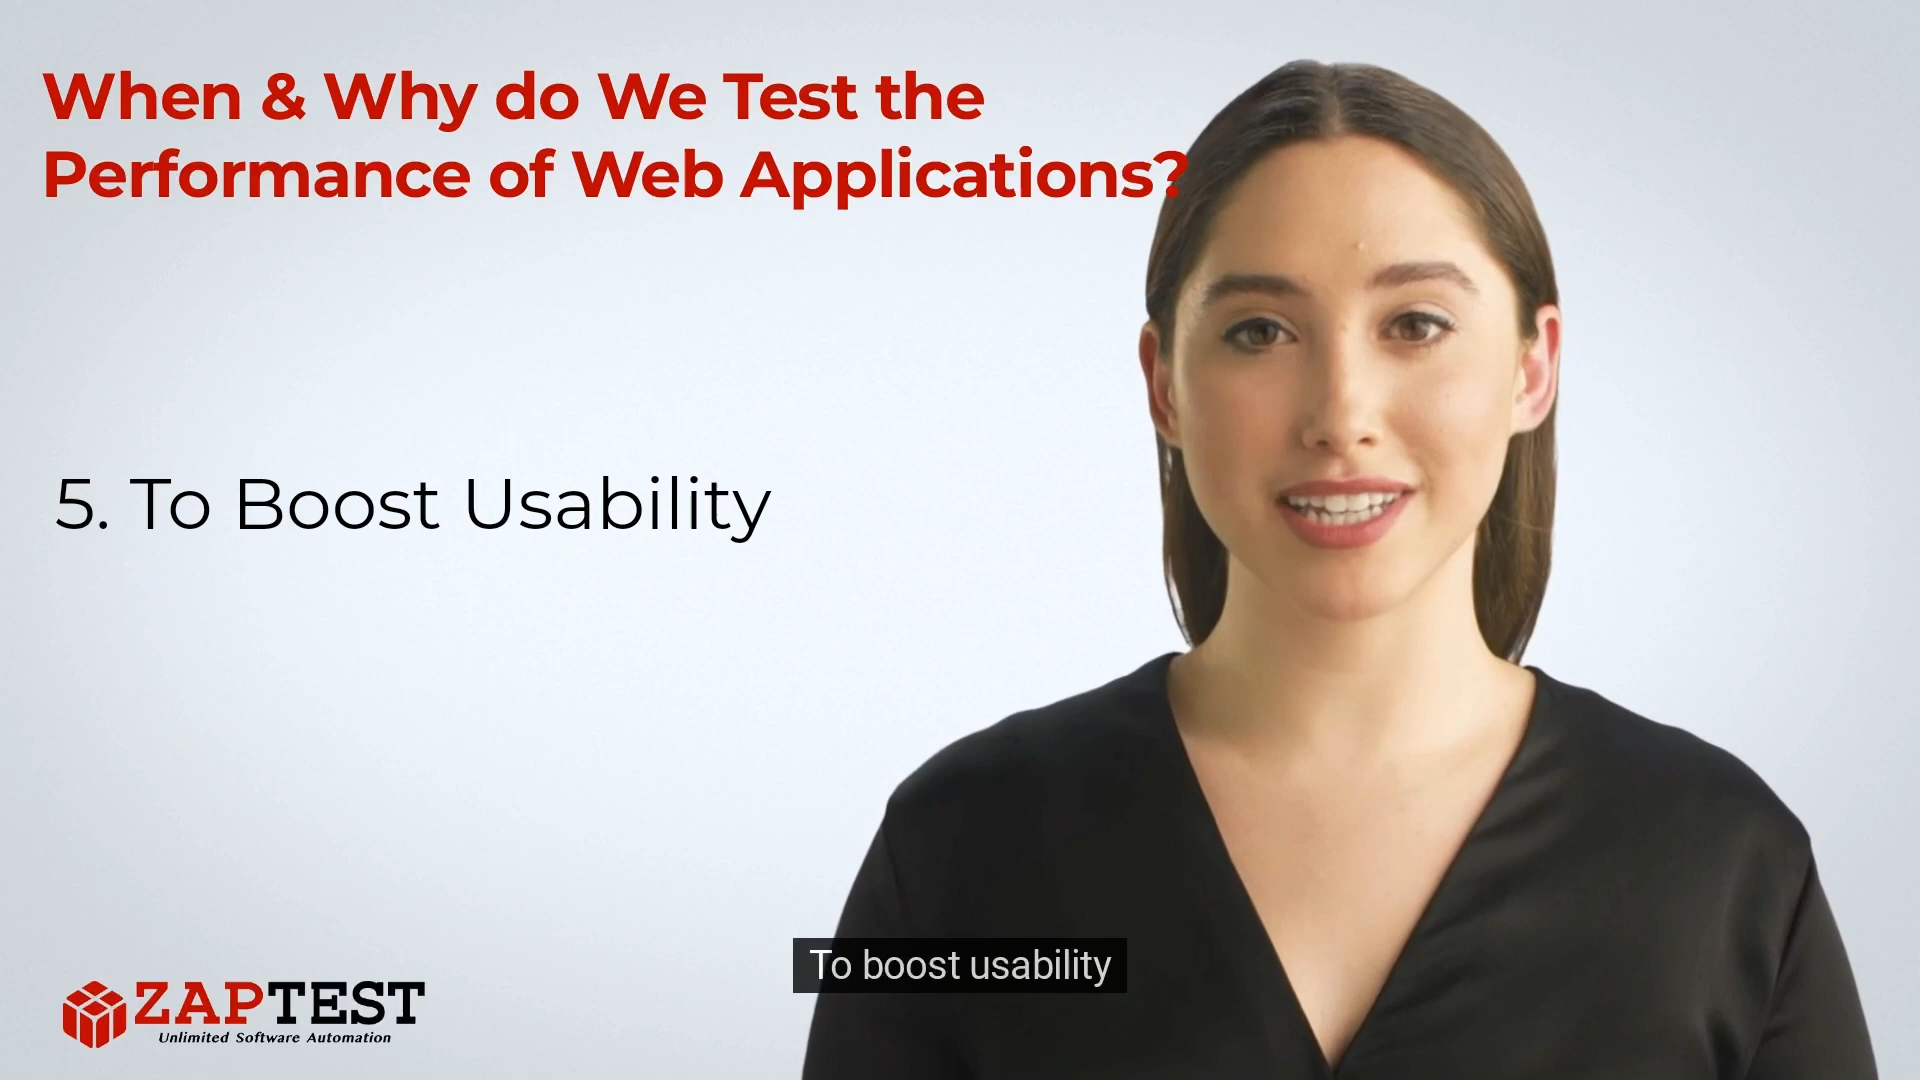 When & Why do We Test the
Performance of Web Applications?
5. To Boost Usability
To boost usability
ZAPTEST
Unlimited Software Automation